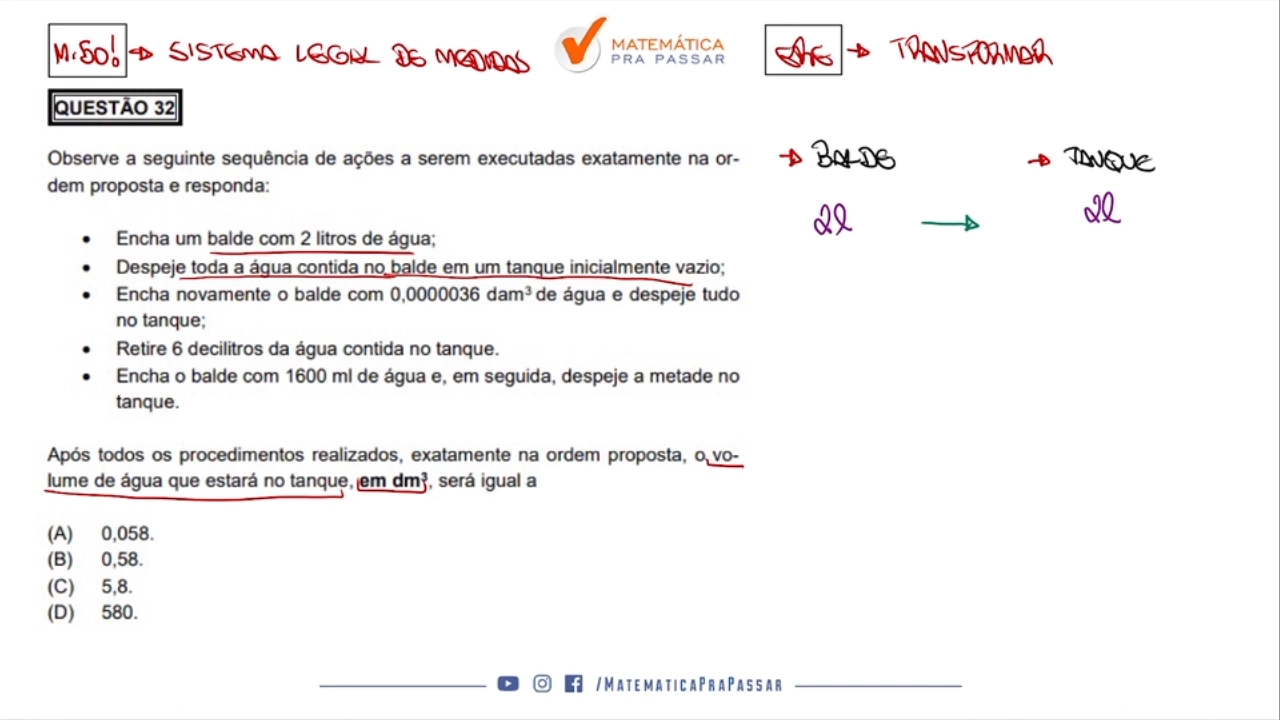 M.50! → SISTEMA LEGAL DE MEDIDAS
MATEMÁTICA
PRA PASSAR
→ TRANSFORMAR
QUESTÃO 32
Observe a seguinte sequência de ações a serem executadas exatamente na or-
dem proposta e responda:
• Encha um balde com 2 litros de água;
• Despeje toda a água contida no balde em um tanque inicialmente vazio;
• Encha novamente o balde com 0,0000036 dam³ de água e despeje tudo
no tanque;
• Retire 6 decilitros da água contida no tanque.
• Encha o balde com 1600 ml de água e, em seguida, despeje a metade no
tanque.
Após todos os procedimentos realizados, exatamente na ordem proposta, o vo-
lume de água que estará no tanque, em dm³, será igual a
(A) 0,058.
(B) 0,58.
(C) 5,8.
(D) 580.
→ BALDE → TANQUE
2l → 2l
/MATEMATICAPRAPASSAR